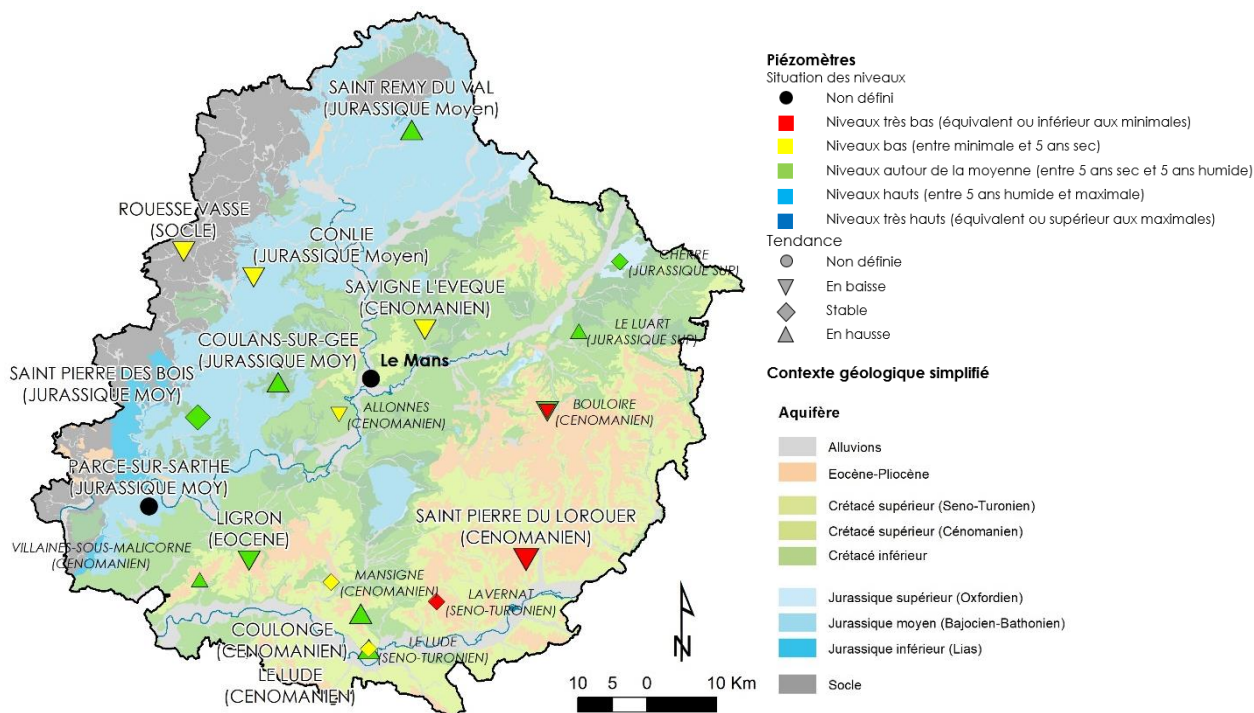 SAINT REMY DU VAL
(JURASSIQUE Moyen)
ROUESSE VASSE
(SOCLE)
CONLIE
(JURASSIQUE Moyen)
CHERRE
(JURASSIQUE SUP)
SAVIGNE L'EVEQUE
(CENOMANIEN)
LE LUART
(JURASSIQUE SUP)
COULANS-SUR-GEE
(JURASSIQUE MOY)
Le Mans
SAINT PIERRE DES BOIS
(JURASSIQUE MOY)
ALLONNES
(CENOMANIEN)
BOULOIRE
(CENOMANIEN)
PARCE-SUR-SARTHE
(JURASSIQUE MOY)
LIGRON
(EOCENE)
SAINT PIERRE DU LOROUER
(CENOMANIEN)
VILLAINES-SOUS-MALICORNE
(CENOMANIEN)
MANSIGNE
(CENOMANIEN)
LAVERNAT
(SENO-TURONIEN)
COULONGE
(CENOMANIEN)
LE LUDE
(SENO-TURONIEN)
LE LUDE
(CENOMANIEN)
N
10 5 0 10 Km
Piézomètres
Situation des niveaux
Non défini
Niveaux très bas (équivalent ou inférieur aux minimales)
Niveaux bas (entre minimale et 5 ans sec)
Niveaux autour de la moyenne (entre 5 ans sec et 5 ans humide)
Niveaux hauts (entre 5 ans humide et maximale)
Niveaux très hauts (équivalent ou supérieur aux maximales)
Tendance
Non définie
En baisse
Stable
En hausse
Contexte géologique simplifié
Aquifère
Alluvions
Eocène-Pliocène
Crétacé supérieur (Seno-Turonien)
Crétacé supérieur (Cénomanien)
Crétacé inférieur
Jurassique supérieur (Oxfordien)
Jurassique moyen (Bajocien-Bathonien)
Jurassique inférieur (Lias)
Socle